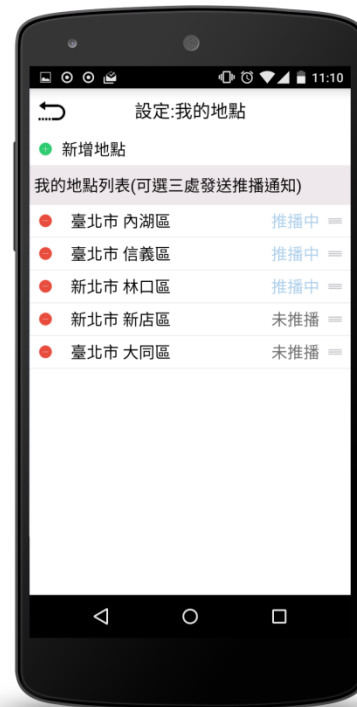 11:10
設定:我的地點
新增地點
我的地點列表(可選三處發送推播通知)
臺北市 內湖區 推播中
臺北市 信義區 推播中
新北市 林口區 推播中
新北市 新店區 未推播
臺北市 大同區 未推播